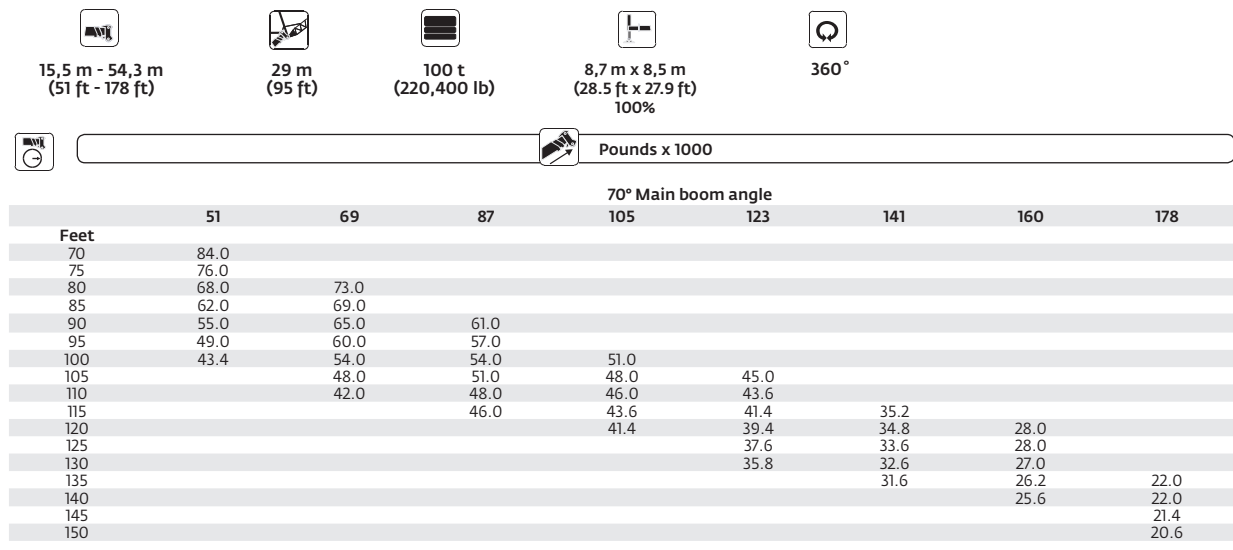 15,5 m - 54,3 m 29 m 100 t 8,7 m x 8,5 m 360°
(51 ft - 178 ft) (95 ft) (220,400 lb) (28.5 ft x 27.9 ft)
100%
Pounds x 1000
70° Main boom angle
51 69 87 105 123 141 160 178
Feet
70 84.0
75 76.0
80 68.0 73.0
85 62.0 69.0
90 55.0 65.0 61.0
95 49.0 60.0 57.0
100 43.4 54.0 54.0 51.0
105 48.0 51.0 48.0 45.0
110 42.0 48.0 46.0 43.6
115 46.0 43.6 41.4 35.2
120 41.4 39.4 34.8 28.0
125 37.6 33.6 28.0
130 35.8 32.6 27.0
135 31.6 26.2 22.0
140 25.6 22.0
145 21.4
150 20.6